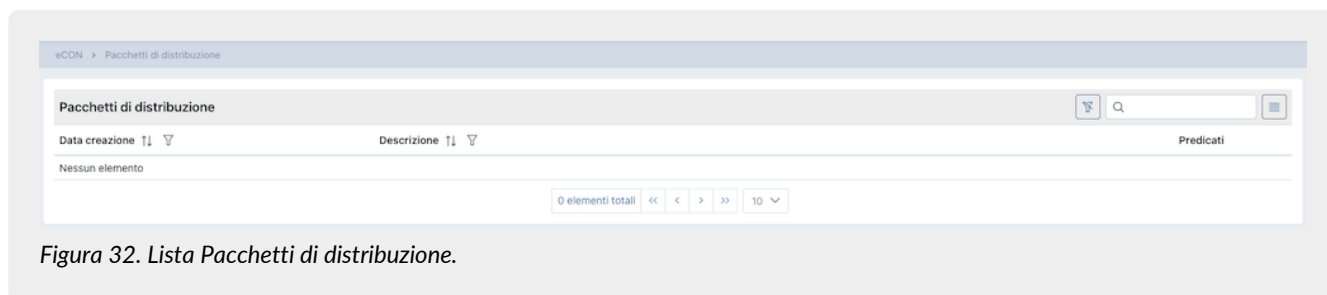 eCON > Pacchetti di distribuzione
Pacchetti di distribuzione
Data creazione Descrizione Predicati
Nessun elemento
0 elementi totali « < > » 10
Figura 32. Lista Pacchetti di distribuzione.